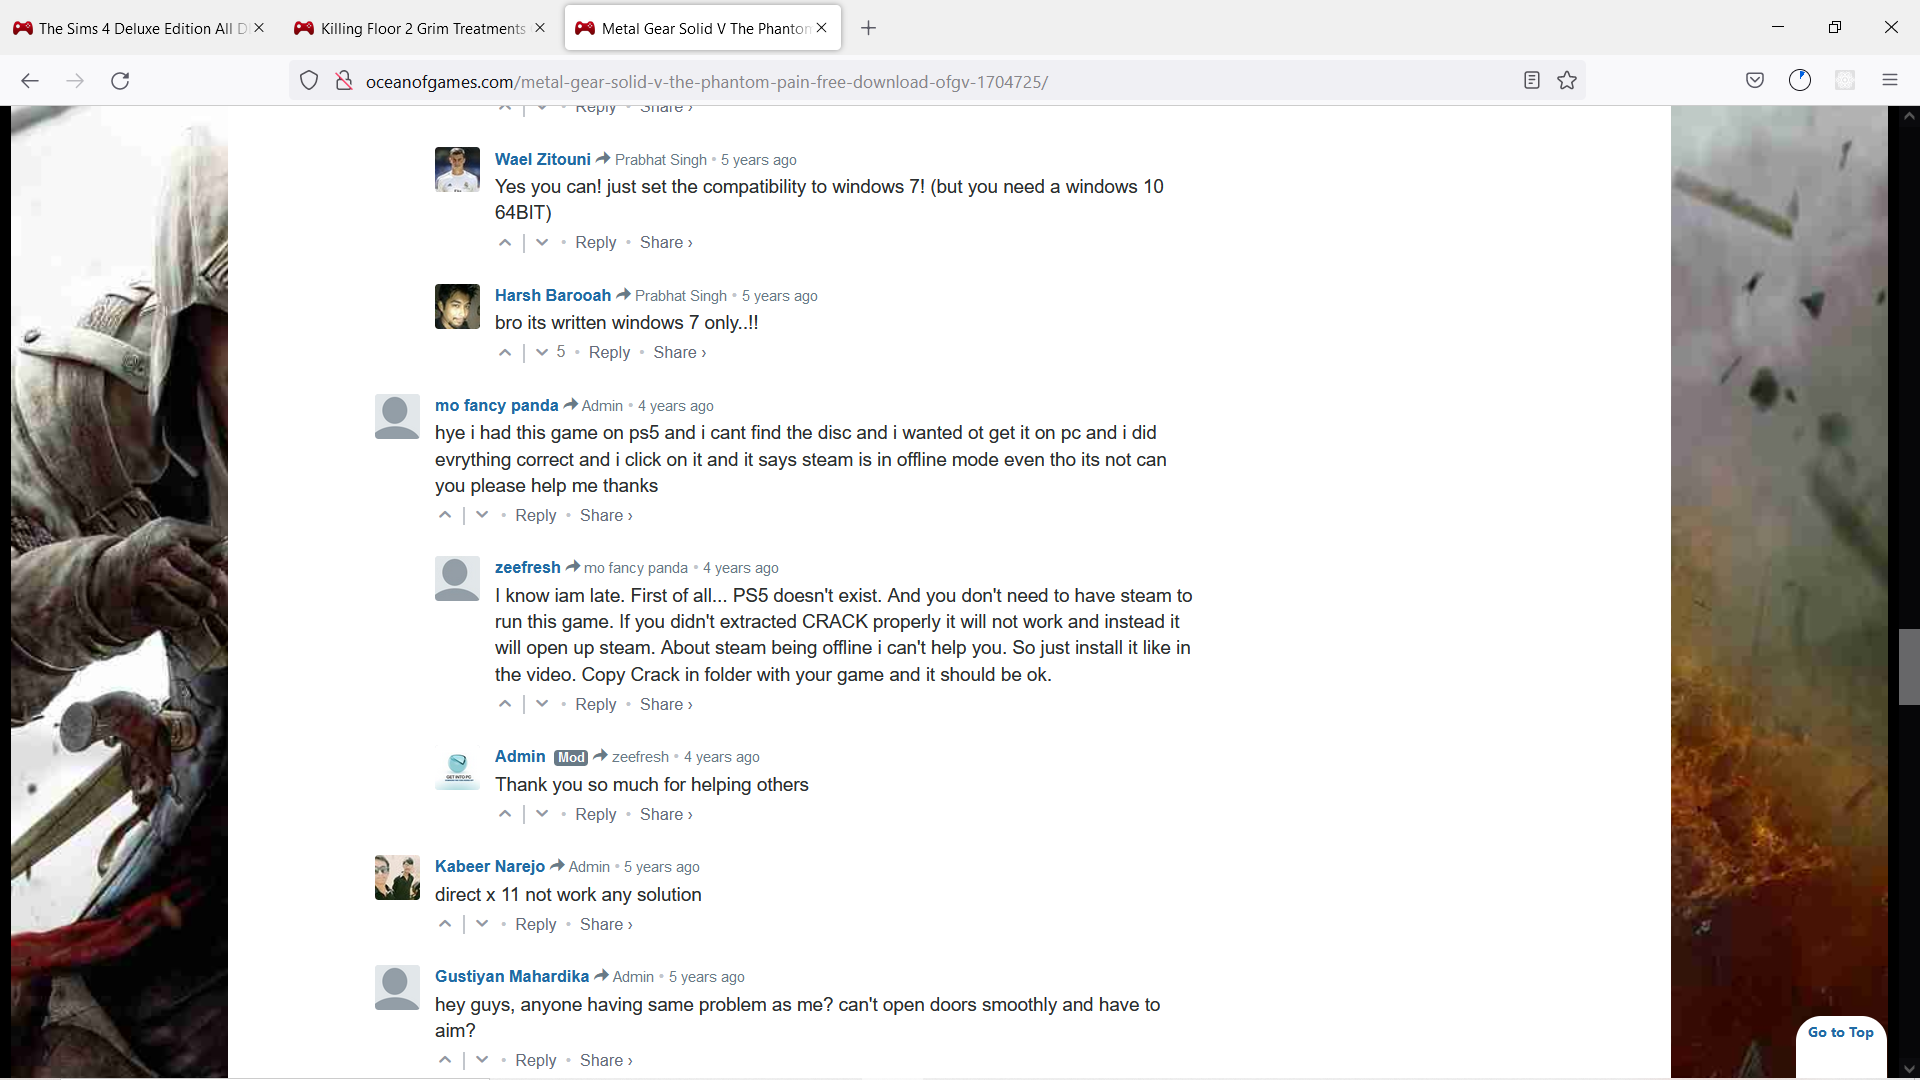 The Sims 4 Deluxe Edition All D
Killing Floor 2 Grim Treatments
Metal Gear Solid V The Phantom
oceanofgames.com/metal-gear-solid-v-the-phantom-pain-free-download-ofgv-1704725/
Reply • Share ›
Wael Zitouni Prabhat Singh • 5 years ago
Yes you can! just set the compatibility to windows 7! (but you need a windows 10
64BIT)
• Reply • Share ›
Harsh Barooah Prabhat Singh • 5 years ago
bro its written windows 7 only..!!
5 • Reply • Share ›
mo fancy panda Admin • 4 years ago
hye i had this game on ps5 and i cant find the disc and i wanted ot get it on pc and i did
evrything correct and i click on it and it says steam is in offline mode even tho its not can
you please help me thanks
• Reply • Share ›
zeefresh mo fancy panda • 4 years ago
I know iam late. First of all... PS5 doesn't exist. And you don't need to have steam to
run this game. If you didn't extracted CRACK properly it will not work and instead it
will open up steam. About steam being offline i can't help you. So just install it like in
the video. Copy Crack in folder with your game and it should be ok.
• Reply • Share ›
GET INTO PC
Admin Mod zeefresh • 4 years ago
Thank you so much for helping others
• Reply • Share ›
Kabeer Narejo Admin • 5 years ago
direct x 11 not work any solution
• Reply • Share ›
Gustiyan Mahardika Admin • 5 years ago
hey guys, anyone having same problem as me? can't open doors smoothly and have to
aim?
• Reply • Share ›
Go to Top